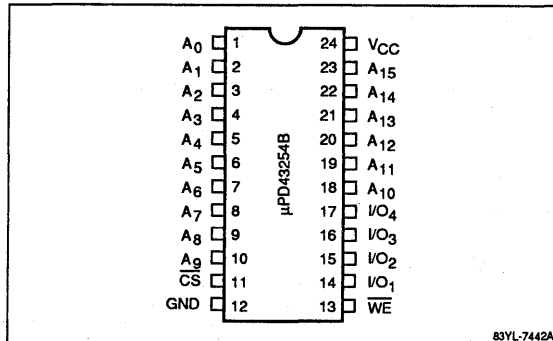 A0 1 24 VCC
A1 2 23 A15
A2 3 22 A14
A3 4 21 A13
A4 5 20 A12
A5 6 19 A11
A6 7 18 A10
A7 8 17 I/O4
A8 9 16 I/O3
A9 10 15 I/O2
C̅S̅ 11 14 I/O1
GND 12 13 W̅E̅
μPD43254B
83YL-7442A